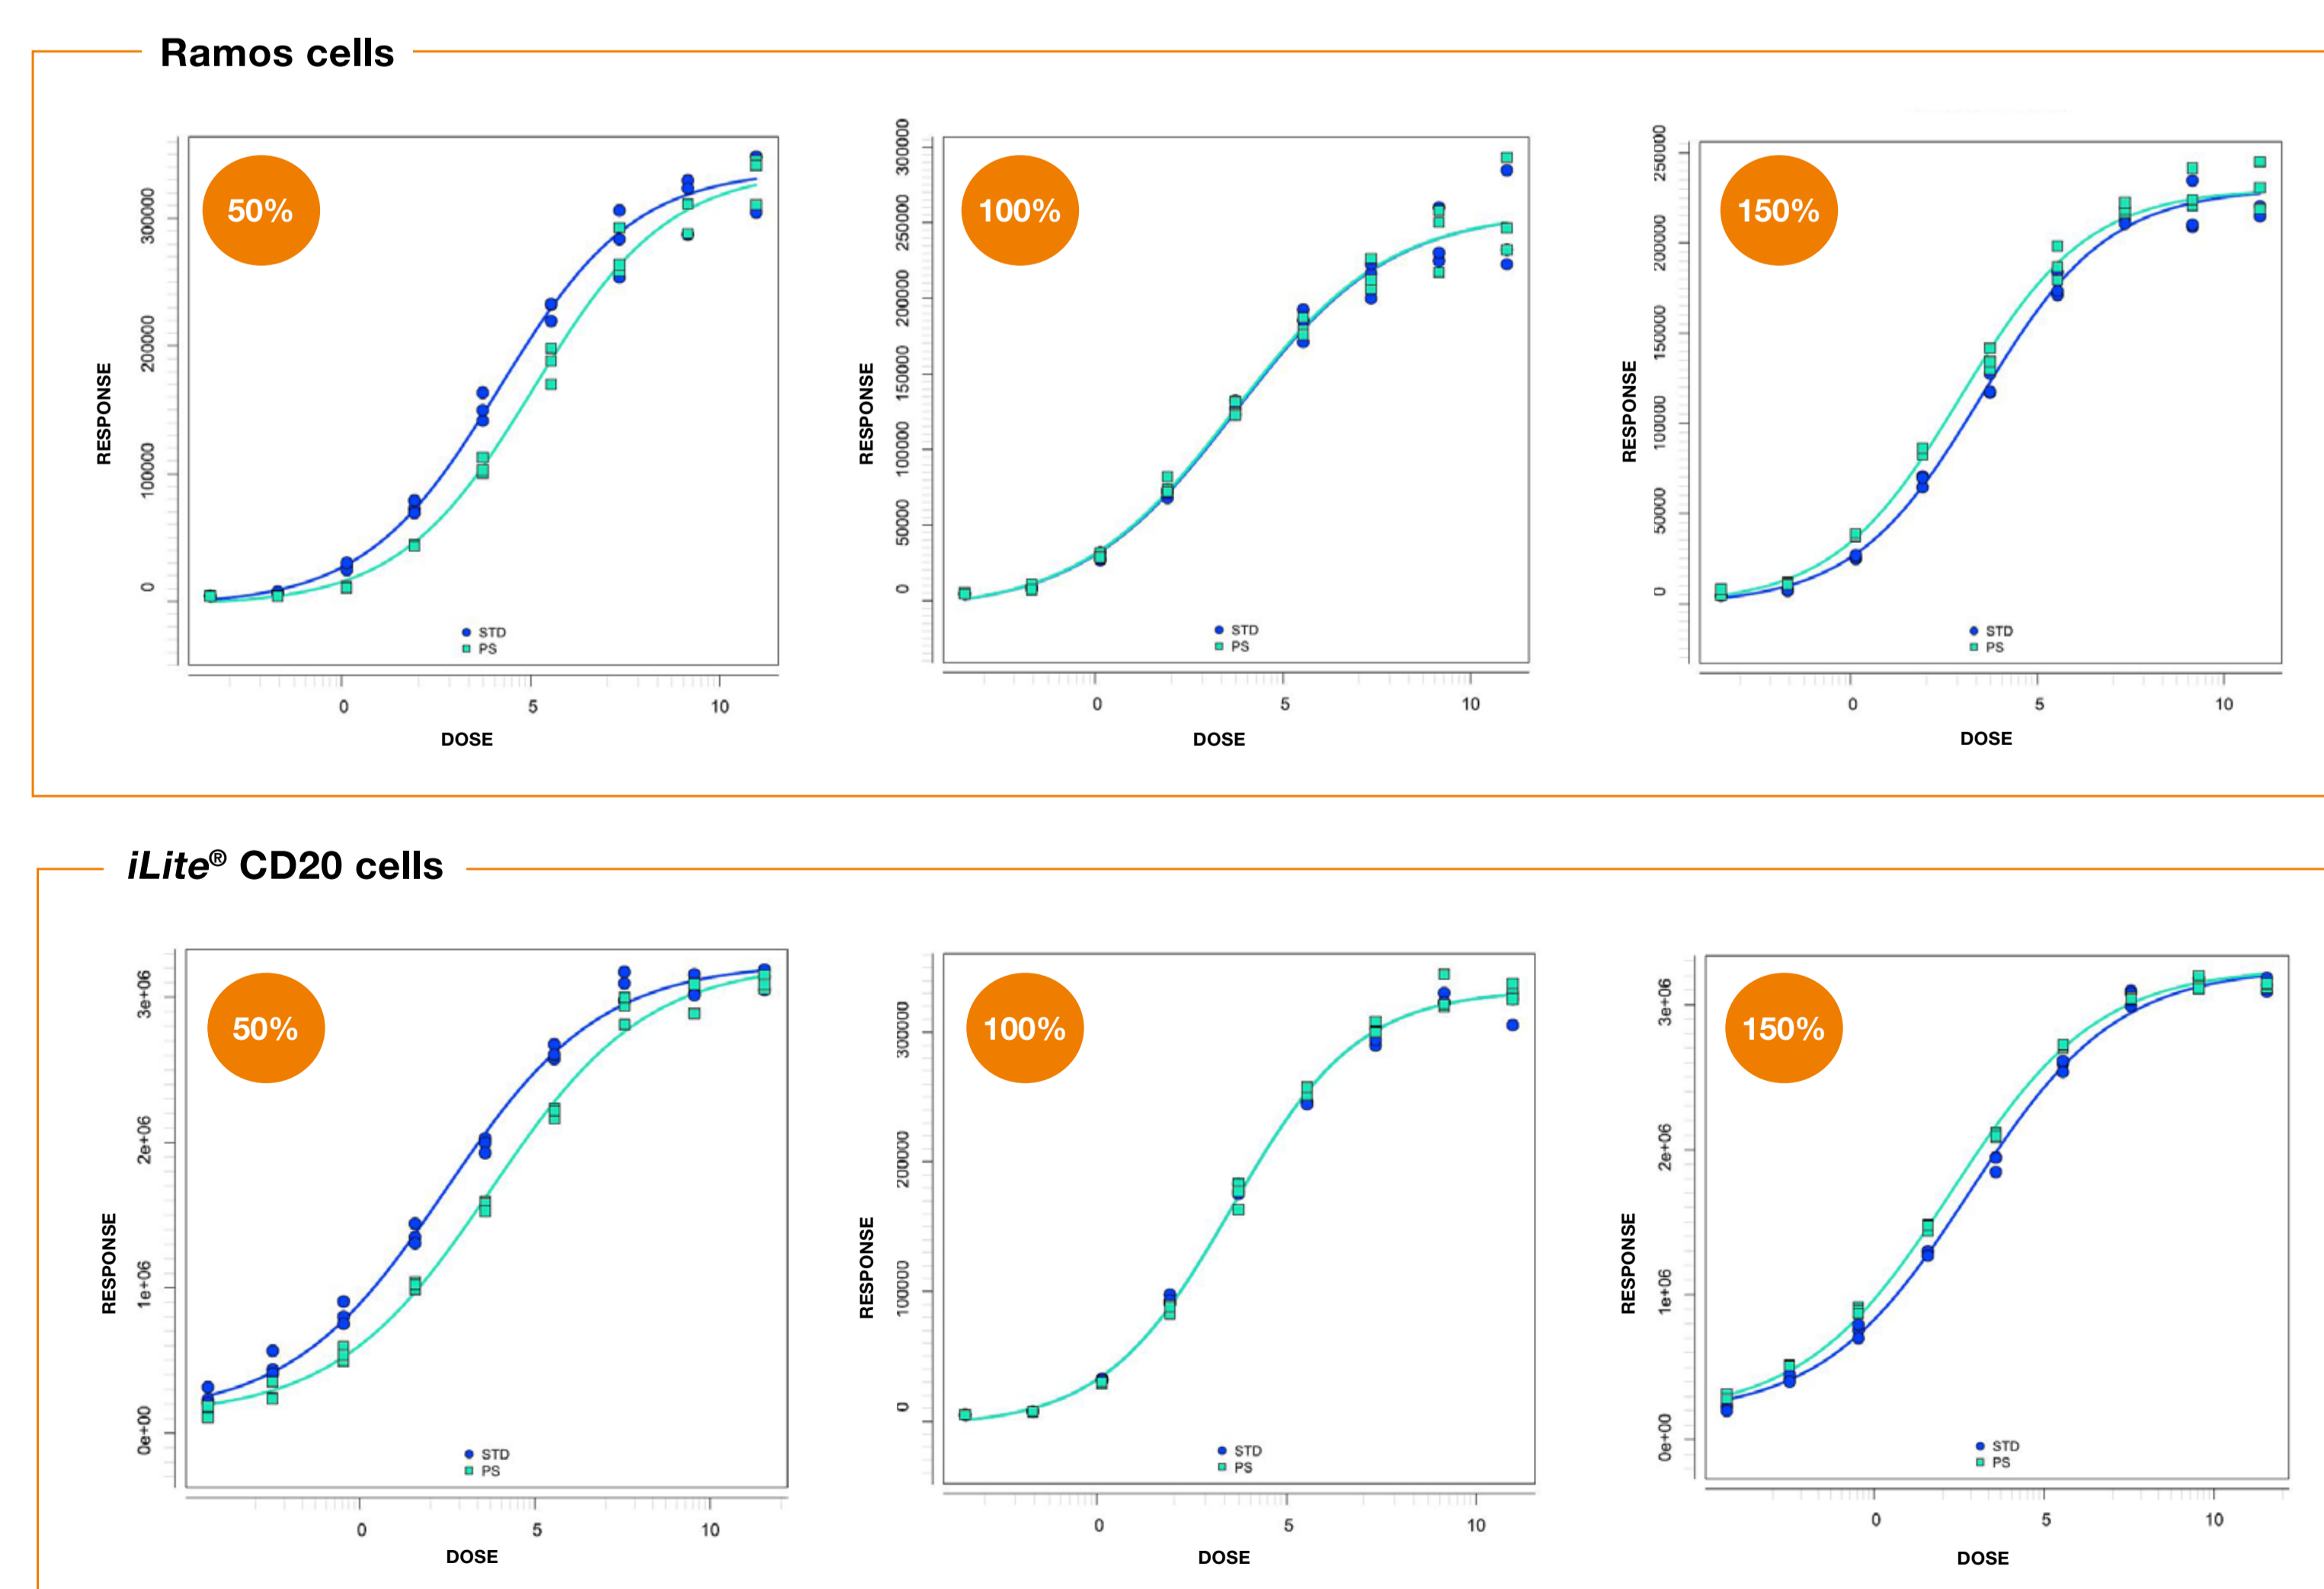 Ramos cells
50%
RESPONSE
300000
200000
100000
0
STD
PS
0 5 10
DOSE
100%
RESPONSE
300000
250000
200000
150000
100000
50000
0
STD
PS
0 5 10
DOSE
150%
RESPONSE
250000
200000
150000
100000
50000
0
STD
PS
0 5 10
DOSE
iLite® CD20 cells
50%
RESPONSE
3e+06
2e+06
1e+06
0e+00
STD
PS
0 5 10
DOSE
100%
RESPONSE
300000
200000
100000
0
STD
PS
0 5 10
DOSE
150%
RESPONSE
3e+06
2e+06
1e+06
0e+00
STD
PS
0 5 10
DOSE